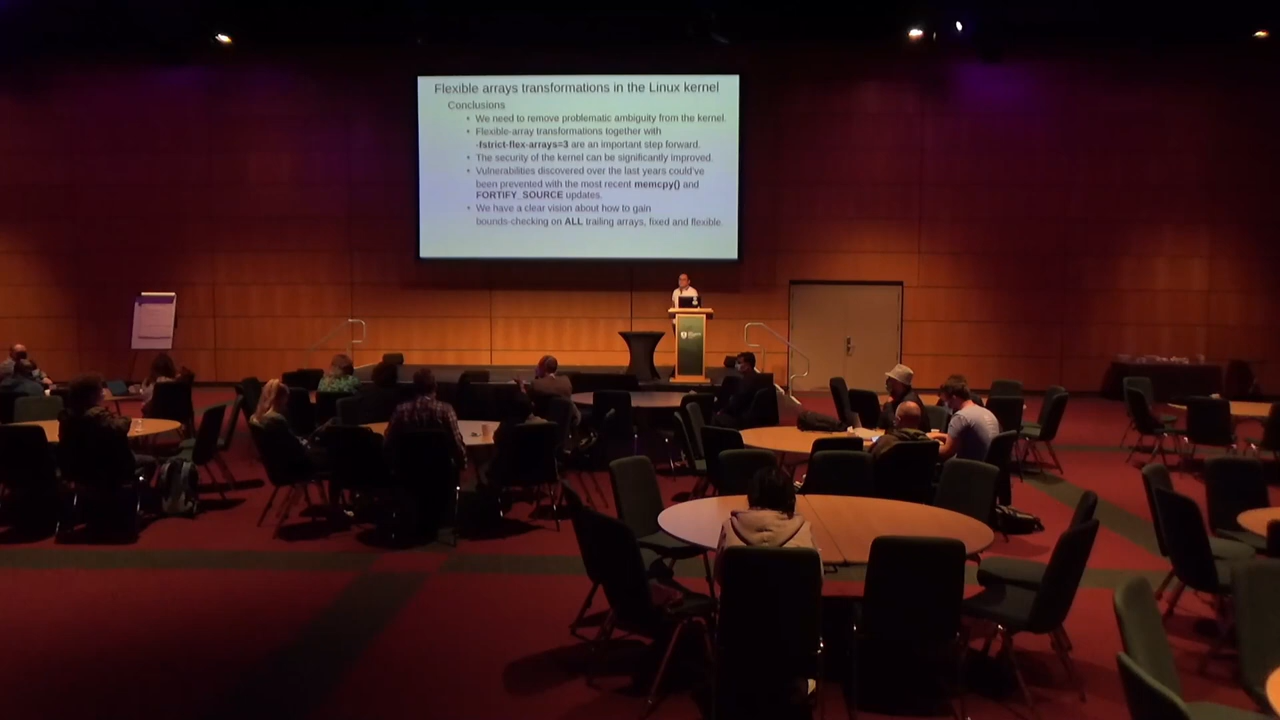 Flexible arrays transformations in the Linux kernel
Conclusions
• We need to remove problematic ambiguity from the kernel.
• Flexible-array transformations together with
-fstrict-flex-arrays=3 are an important step forward.
• The security of the kernel can be significantly improved.
• Vulnerabilities discovered over the last years could've
been prevented with the most recent memcpy() and
FORTIFY_SOURCE updates.
• We have a clear vision about how to gain
bounds-checking on ALL trailing arrays, fixed and flexible.